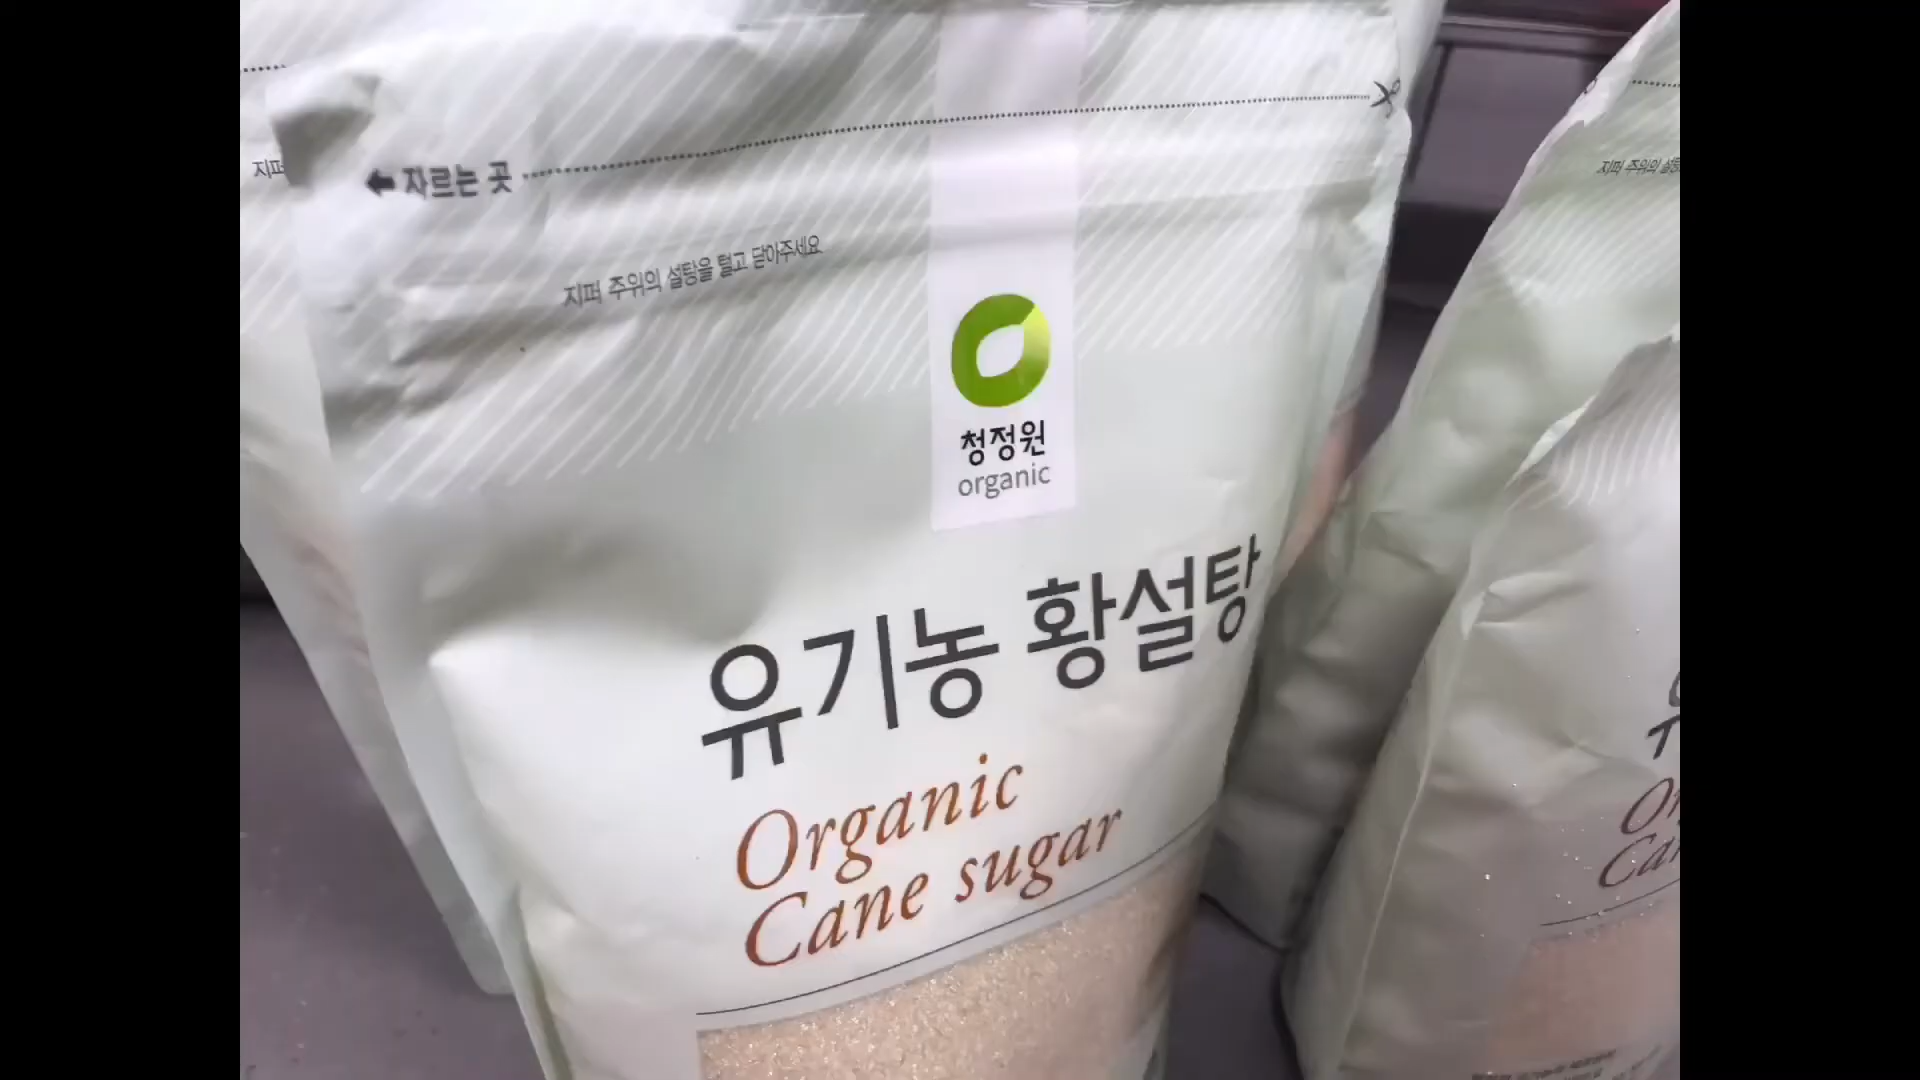 자르는 곳
지퍼 주위의 설탕을 털고 닫아주세요
청정원
organic
유기농 황설탕
Organic
Cane sugar
지퍼
지퍼 주위의